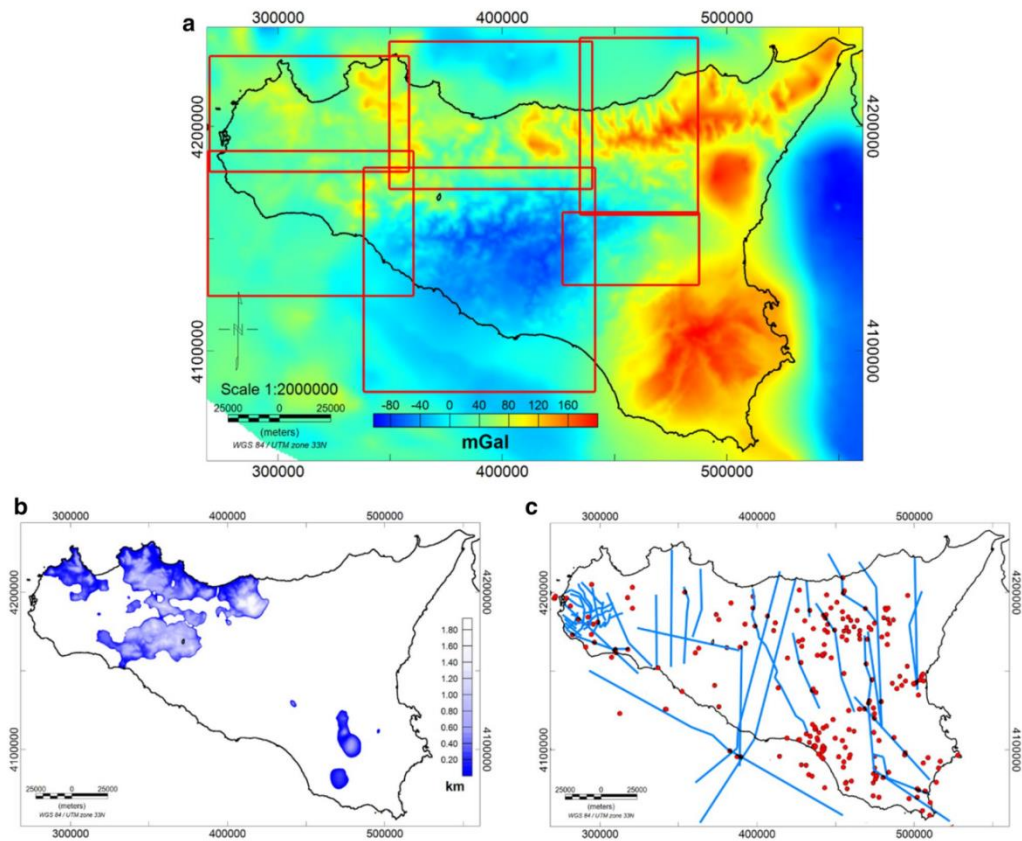 a
300000 400000 500000
4200000 4200000
4100000 4100000
N
Scale 1:2000000
25000 0 25000
(meters)
WGS 84 / UTM zone 33N
-80 -40 0 40 80 120 160
mGal
300000 400000 500000
b
300000 400000 500000
4200000 4200000
4100000 4100000
1.80
1.60
1.40
1.20
1.00
0.80
0.60
0.40
0.20
km
25000 0 25000
(meters)
WGS 84 / UTM zone 33N
300000 400000 500000
c
300000 400000 500000
4200000 4200000
4100000 4100000
25000 0 25000
(meters)
WGS 84 / UTM zone 33N
300000 400000 500000